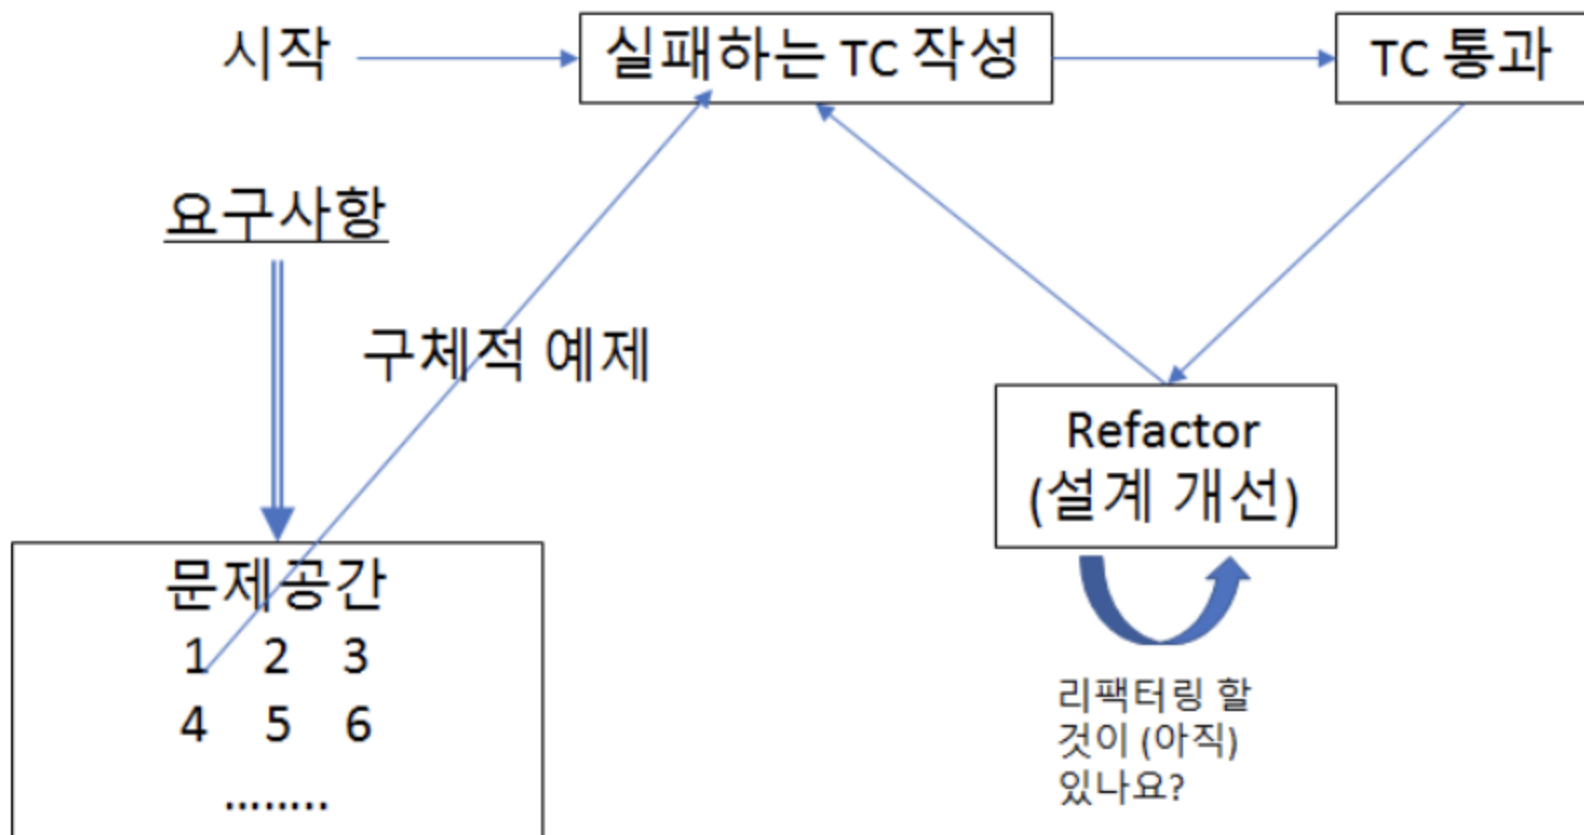 시작
실패하는 TC 작성
TC 통과
요구사항
구체적 예제
Refactor
(설계 개선)
문제공간
1 2 3
4 5 6
........
리팩터링 할
것이 (아직)
있나요?